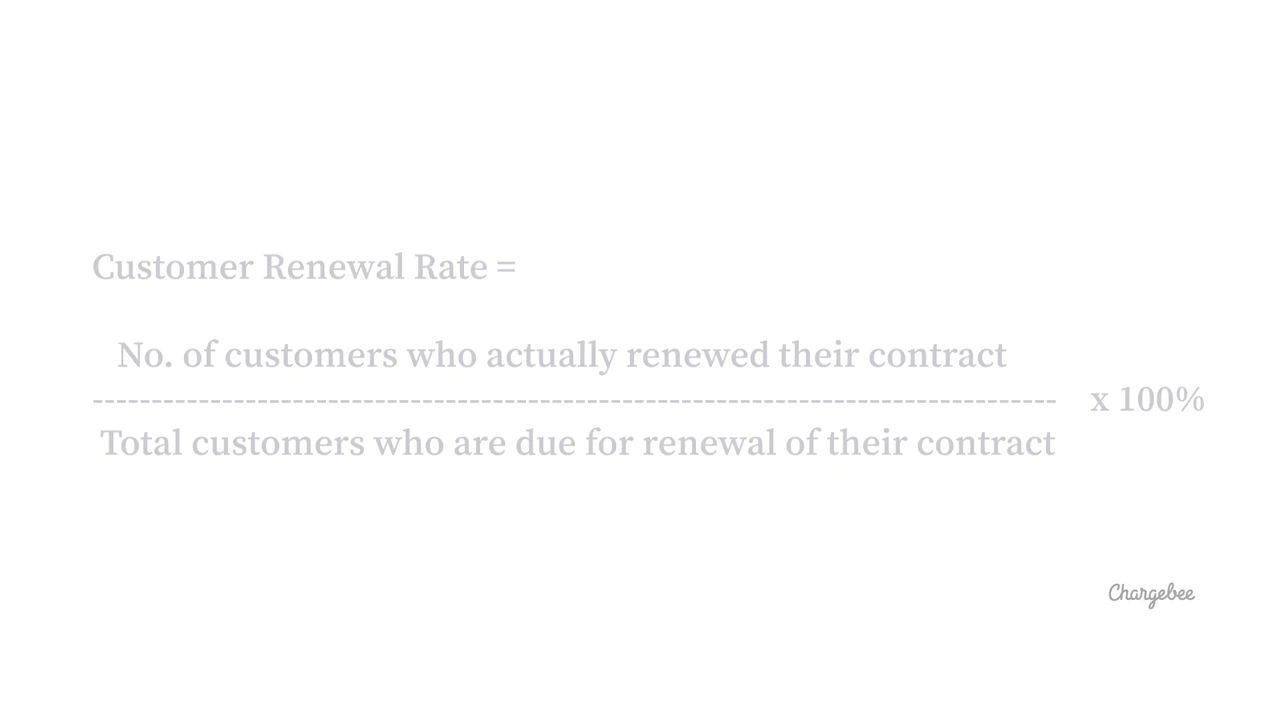 Customer Renewal Rate =
No. of customers who actually renewed their contract
-------------------------------------------------------------------------------- x 100%
Total customers who are due for renewal of their contract
Chargebee